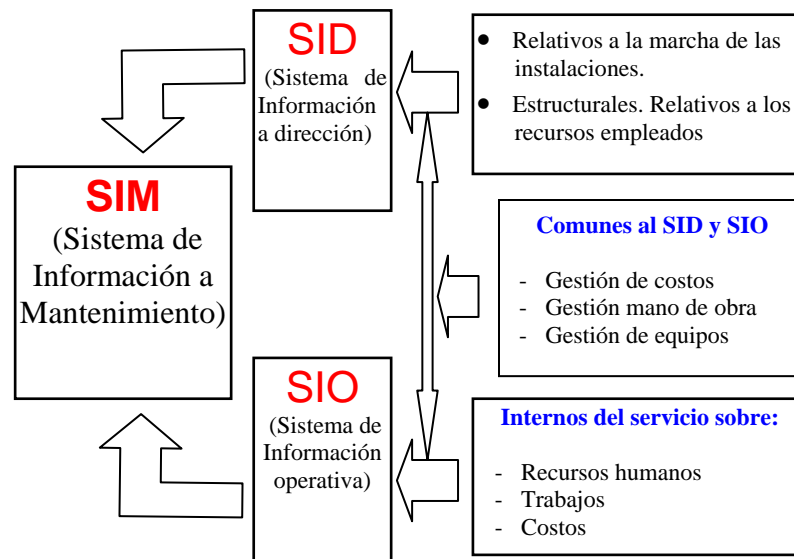 SID
(Sistema de
Información
a dirección)
• Relativos a la marcha de las
instalaciones.
• Estructurales. Relativos a los
recursos empleados
SIM
(Sistema de
Información a
Mantenimiento)
Comunes al SID y SIO
- Gestión de costos
- Gestión mano de obra
- Gestión de equipos
SIO
(Sistema de
Información
operativa)
Internos del servicio sobre:
- Recursos humanos
- Trabajos
- Costos